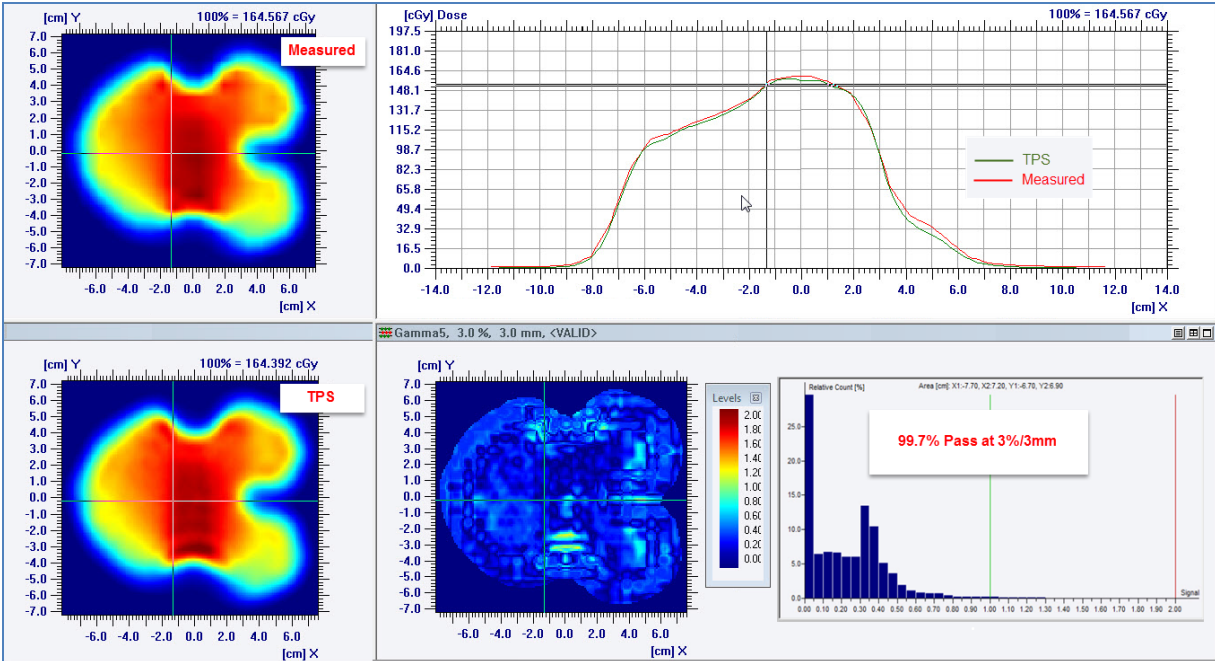 [cm] Y
100% = 164.567 cGy
Measured
7.0
6.0
5.0
4.0
3.0
2.0
1.0
0.0
-1.0
-2.0
-3.0
-4.0
-5.0
-6.0
-7.0
-6.0 -4.0 -2.0 0.0 2.0 4.0 6.0
[cm] X
[cGy] Dose
100% = 164.567 cGy
197.5
181.0
164.6
148.1
131.7
115.2
98.7
82.3
65.8
49.4
32.9
16.5
0.0
TPS
Measured
-14.0 -12.0 -10.0 -8.0 -6.0 -4.0 -2.0 0.0 2.0 4.0 6.0 8.0 10.0 12.0 14.0
[cm] X
[cm] Y
100% = 164.392 cGy
TPS
7.0
6.0
5.0
4.0
3.0
2.0
1.0
0.0
-1.0
-2.0
-3.0
-4.0
-5.0
-6.0
-7.0
-6.0 -4.0 -2.0 0.0 2.0 4.0 6.0
[cm] X
Gamma5, 3.0 %, 3.0 mm, <VALID>
[cm] Y
7.0
6.0
5.0
4.0
3.0
2.0
1.0
0.0
-1.0
-2.0
-3.0
-4.0
-5.0
-6.0
-7.0
-6.0 -4.0 -2.0 0.0 2.0 4.0 6.0
[cm] X
Levels
2.00
1.80
1.60
1.40
1.20
1.00
0.80
0.60
0.40
0.20
0.00
Relative Count [%]
Area [cm]: X1:-7.70, X2:7.20, Y1:-6.70, Y2:6.90
99.7% Pass at 3%/3mm
25.0
20.0
15.0
10.0
5.0
0.0
Signal
0.00 0.10 0.20 0.30 0.40 0.50 0.60 0.70 0.80 0.90 1.00 1.10 1.20 1.30 1.40 1.50 1.60 1.70 1.80 1.90 2.00